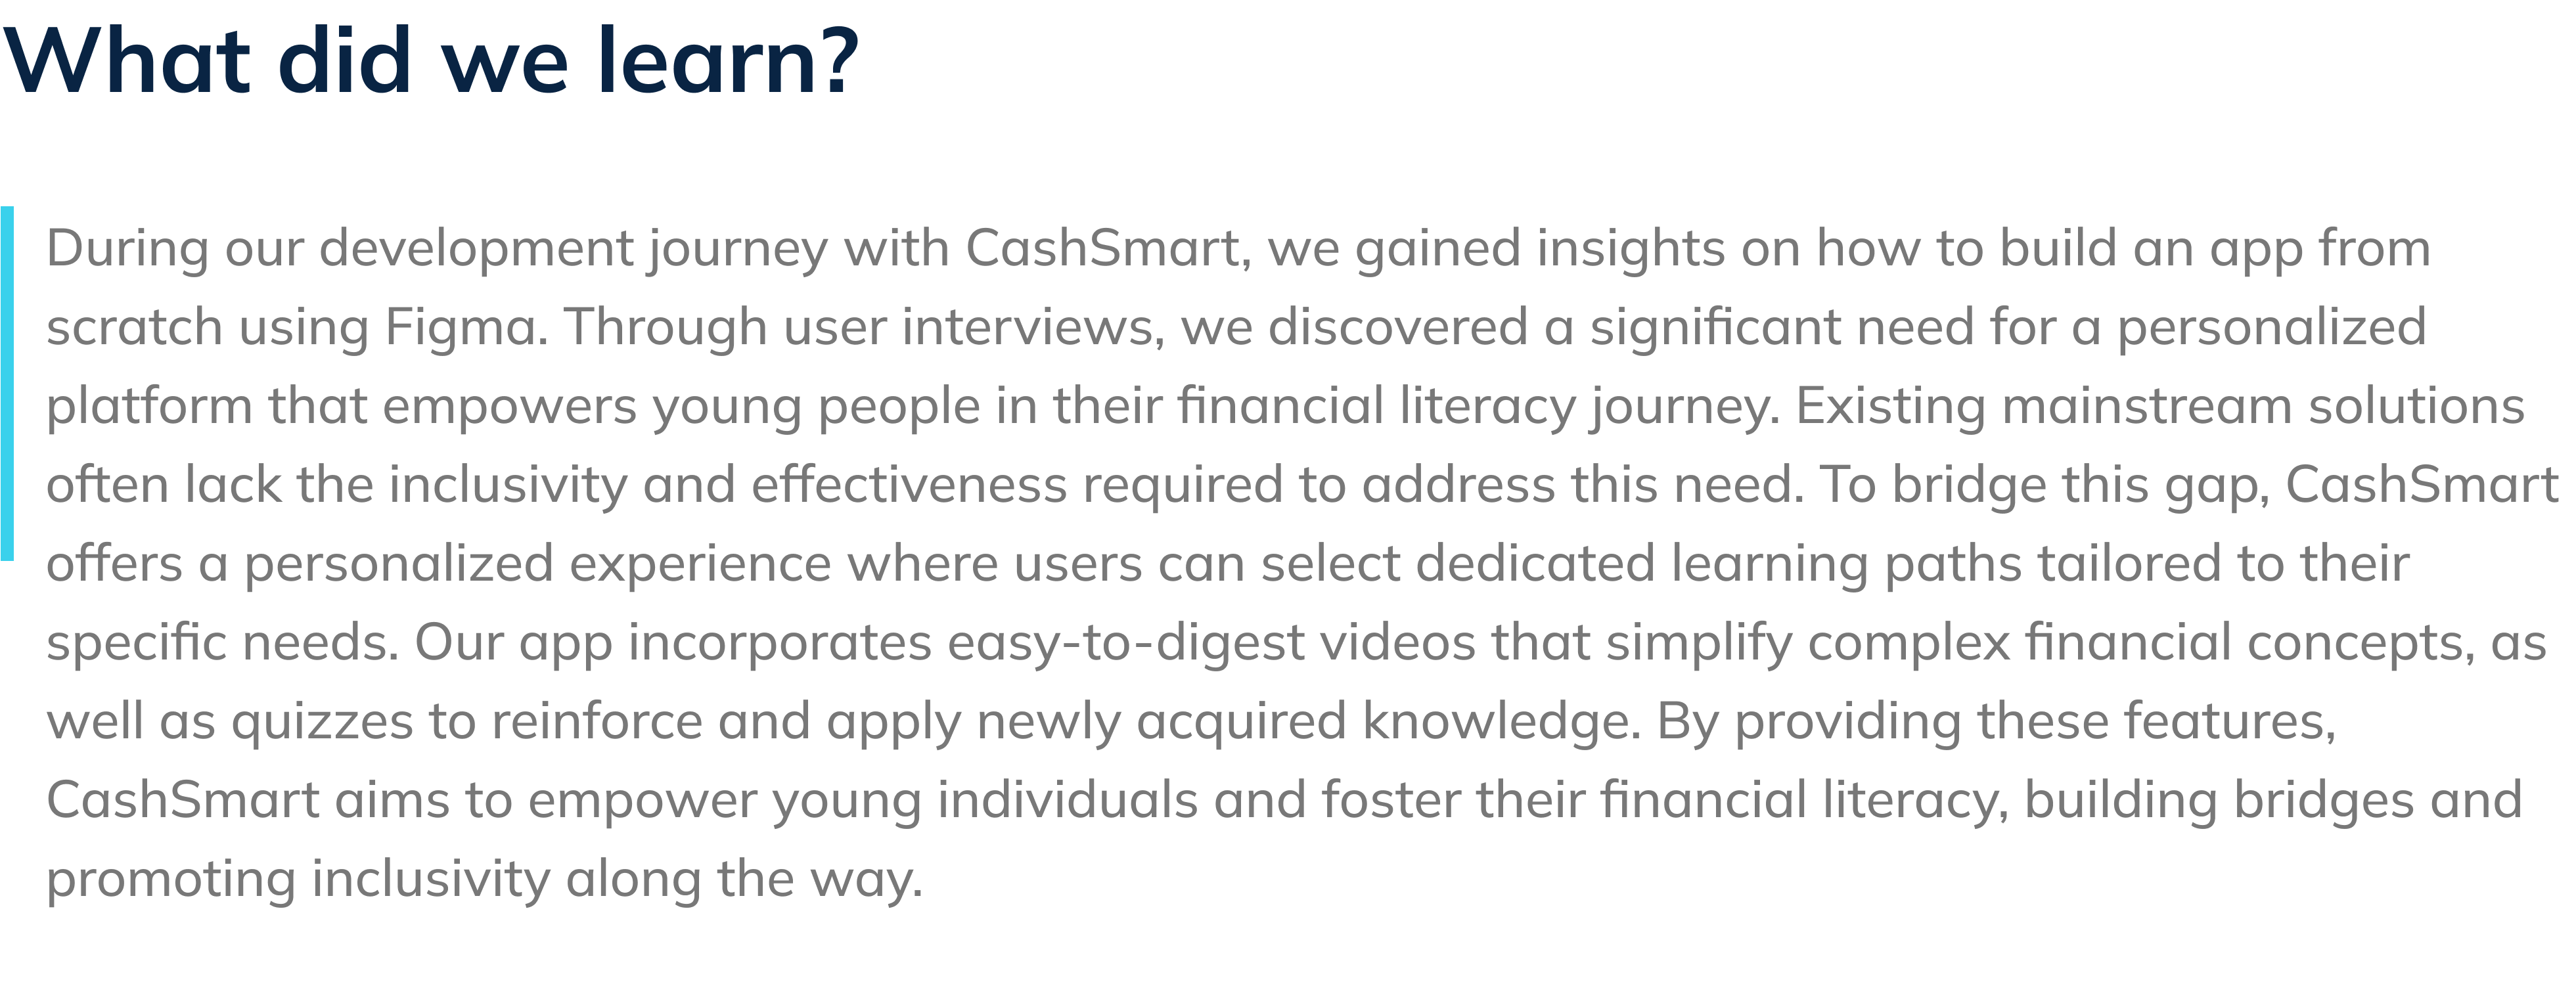 What did we learn?
During our development journey with CashSmart, we gained insights on how to build an app from
scratch using Figma. Through user interviews, we discovered a significant need for a personalized
platform that empowers young people in their financial literacy journey. Existing mainstream solutions
often lack the inclusivity and effectiveness required to address this need. To bridge this gap, CashSmart
offers a personalized experience where users can select dedicated learning paths tailored to their
specific needs. Our app incorporates easy-to-digest videos that simplify complex financial concepts, as
well as quizzes to reinforce and apply newly acquired knowledge. By providing these features,
CashSmart aims to empower young individuals and foster their financial literacy, building bridges and
promoting inclusivity along the way.